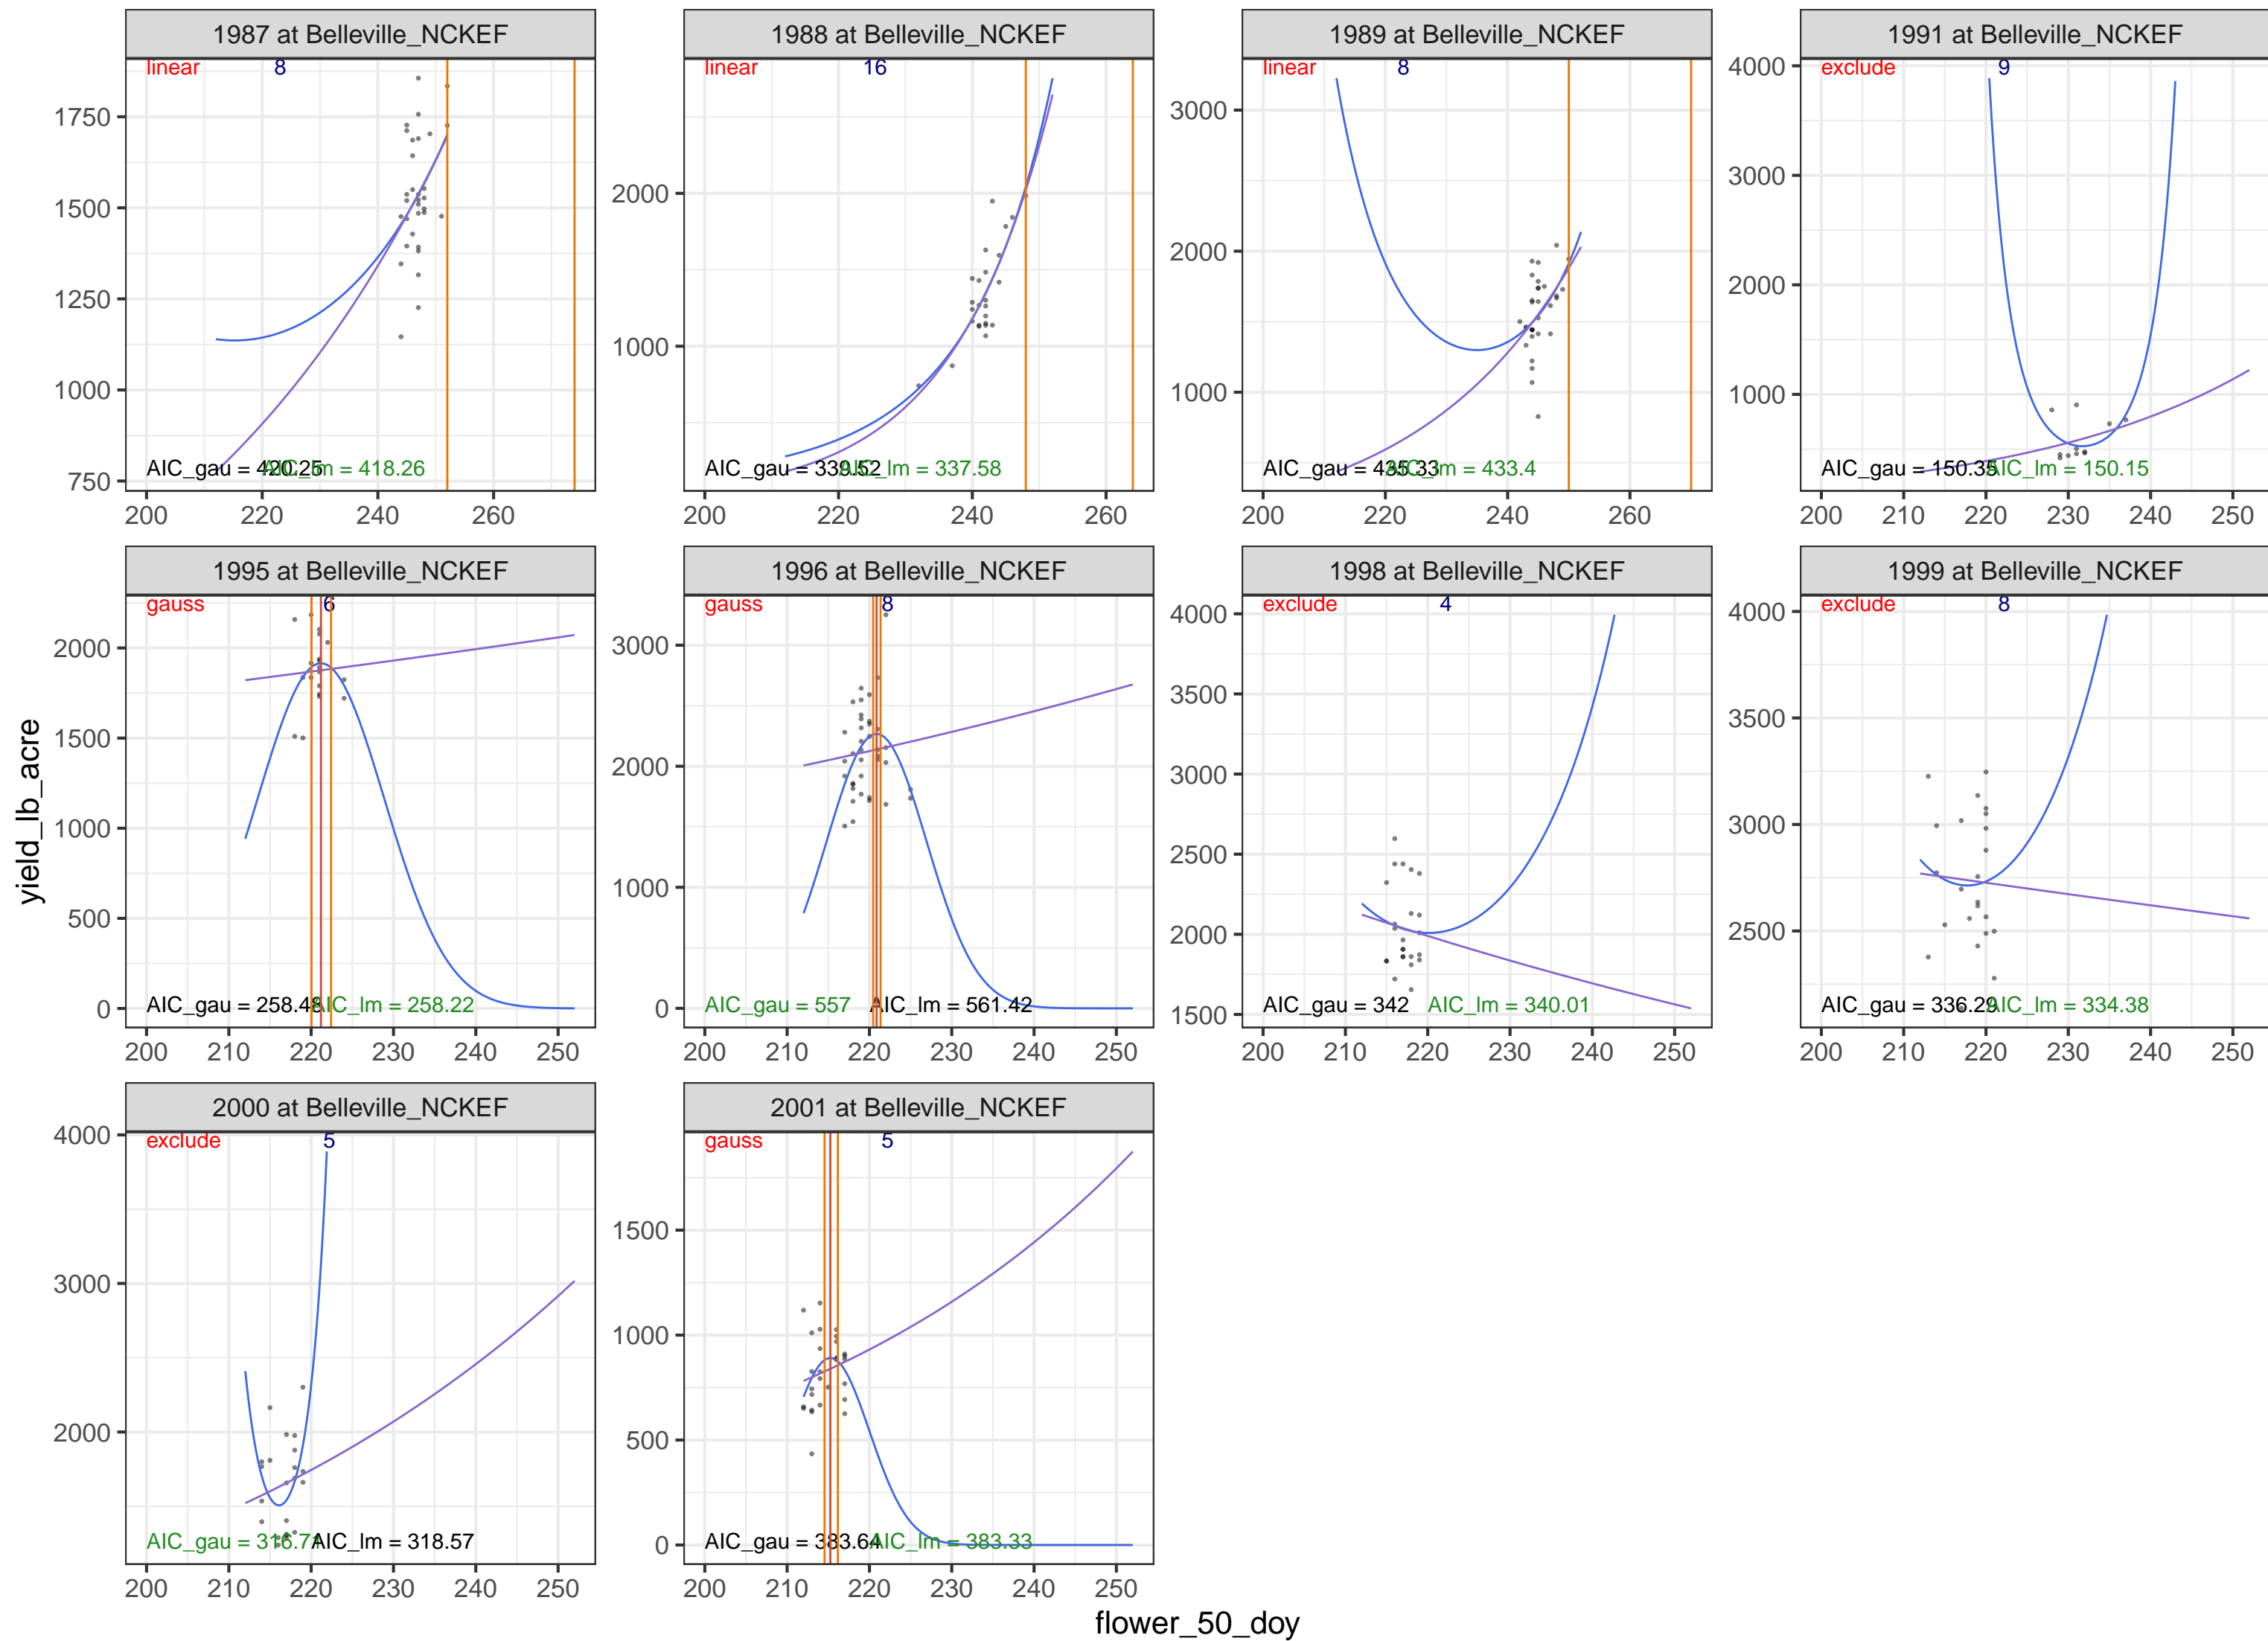 1987 at Belleville_NCKEF
1988 at Belleville_NCKEF
1989 at Belleville_NCKEF
1991 at Belleville_NCKEF
linear 8
linear 16
linear 8
exclude 9
1750
1500
1250
1000
750
2000
1000
3000
2000
1000
4000
3000
2000
1000
AIC_gau = 420.25 AIC_lm = 418.26
AIC_gau = 339.52 AIC_lm = 337.58
AIC_gau = 435.33 AIC_lm = 433.4
AIC_gau = 150.35 AIC_lm = 150.15
200 220 240 260
200 220 240 260
200 220 240 260
200 210 220 230 240 250
1995 at Belleville_NCKEF
1996 at Belleville_NCKEF
1998 at Belleville_NCKEF
1999 at Belleville_NCKEF
gauss 6
gauss 8
exclude 4
exclude 8
2000
1500
1000
500
0
3000
2000
1000
0
4000
3500
3000
2500
2000
1500
4000
3500
3000
2500
AIC_gau = 258.48 AIC_lm = 258.22
AIC_gau = 557 AIC_lm = 561.42
AIC_gau = 342 AIC_lm = 340.01
AIC_gau = 336.29 AIC_lm = 334.38
200 210 220 230 240 250
200 210 220 230 240 250
200 210 220 230 240 250
200 210 220 230 240 250
2000 at Belleville_NCKEF
2001 at Belleville_NCKEF
exclude 5
gauss 5
4000
3000
2000
1500
1000
500
0
AIC_gau = 316.71 AIC_lm = 318.57
AIC_gau = 383.64 AIC_lm = 383.33
200 210 220 230 240 250
200 210 220 230 240 250
yield_lb_acre
flower_50_doy